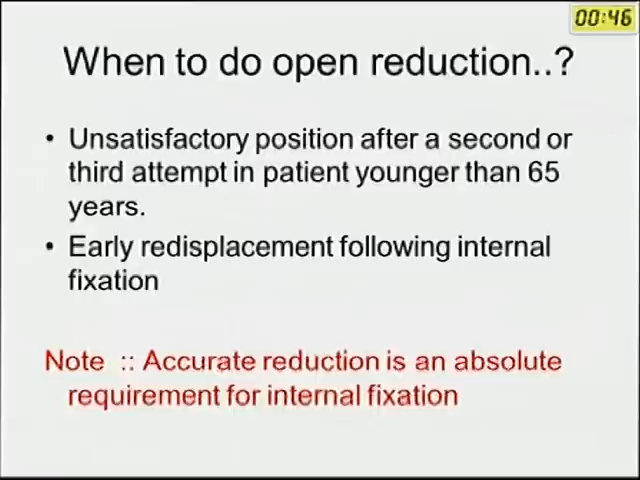 00:46
When to do open reduction..?
• Unsatisfactory position after a second or
third attempt in patient younger than 65
years.
• Early redisplacement following internal
fixation
Note :: Accurate reduction is an absolute
requirement for internal fixation